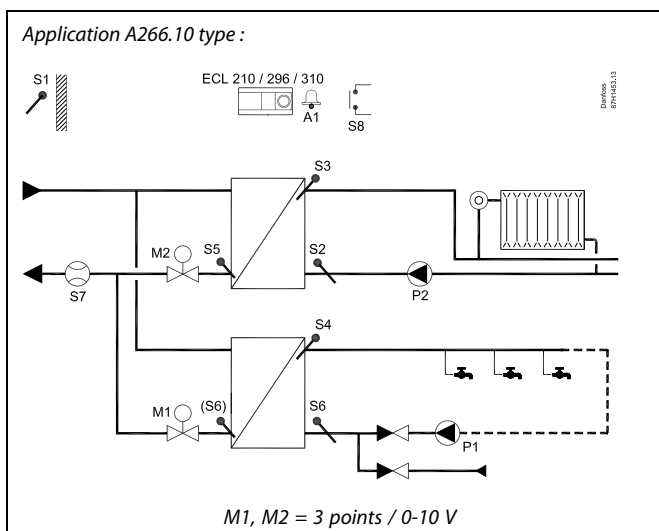 Application A266.10 type :
S1
ECL 210 / 296 / 310
A1
S8
Danfoss
87H1453.13
S3
M2
S5
S2
S7
P2
S4
M1
(S6)
S6
P1
M1, M2 = 3 points / 0-10 V